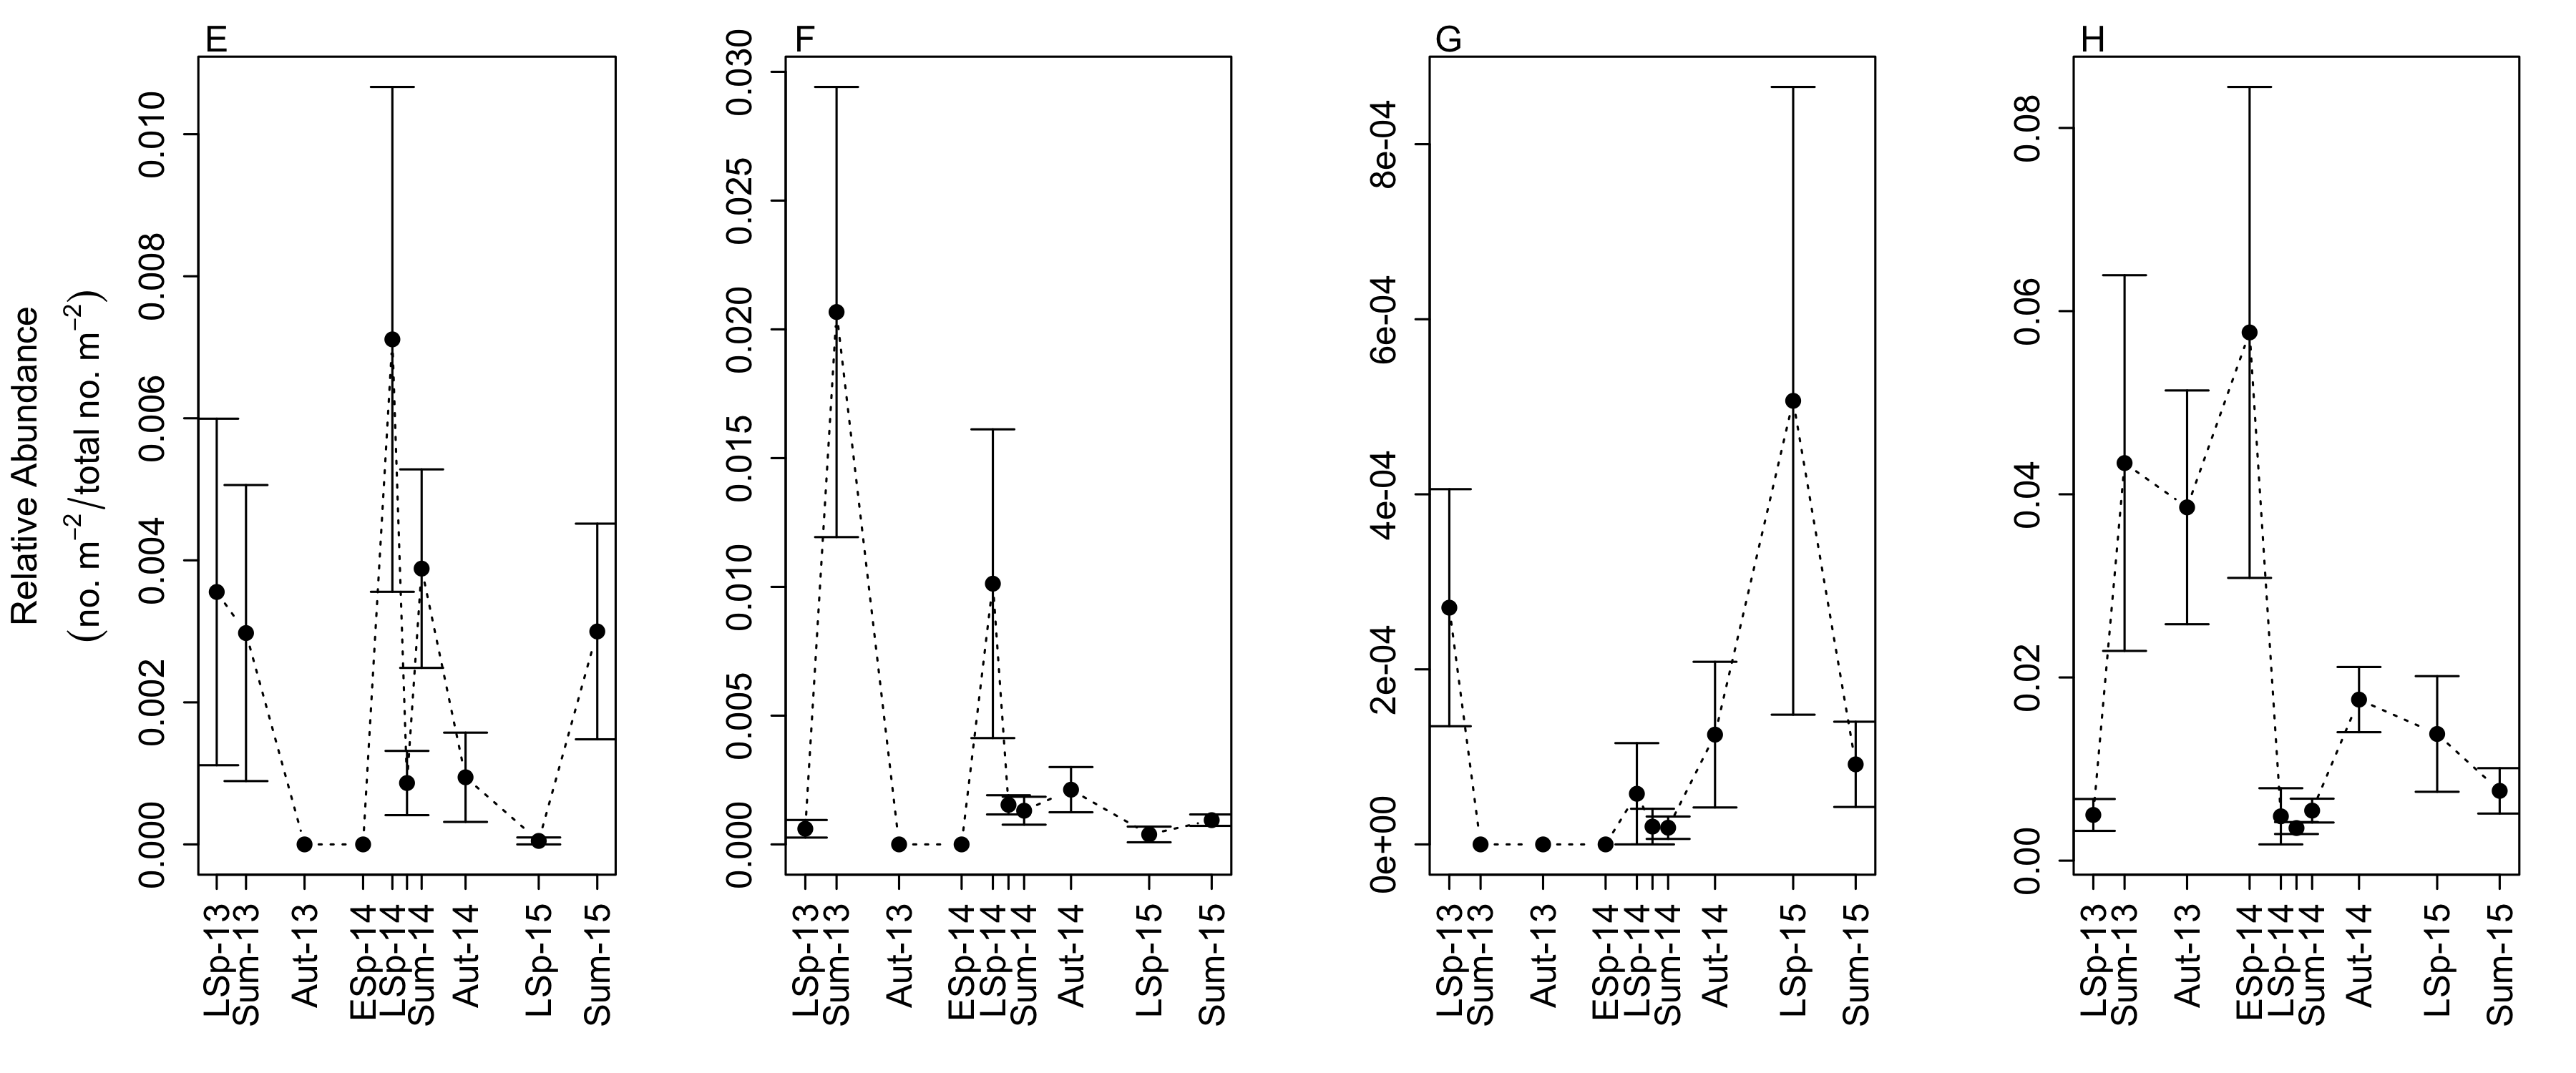 Relative Abundance
(no. m⁻²/total no. m⁻²)
E
0.010
0.008
0.006
0.004
0.002
0.000
LSp-13
Sum-13
Aut-13
ESp-14
LSp-14
Sum-14
Aut-14
LSp-15
Sum-15
F
0.030
0.025
0.020
0.015
0.010
0.005
0.000
LSp-13
Sum-13
Aut-13
ESp-14
LSp-14
Sum-14
Aut-14
LSp-15
Sum-15
G
8e-04
6e-04
4e-04
2e-04
0e+00
LSp-13
Sum-13
Aut-13
ESp-14
LSp-14
Sum-14
Aut-14
LSp-15
Sum-15
H
0.08
0.06
0.04
0.02
0.00
LSp-13
Sum-13
Aut-13
ESp-14
LSp-14
Sum-14
Aut-14
LSp-15
Sum-15